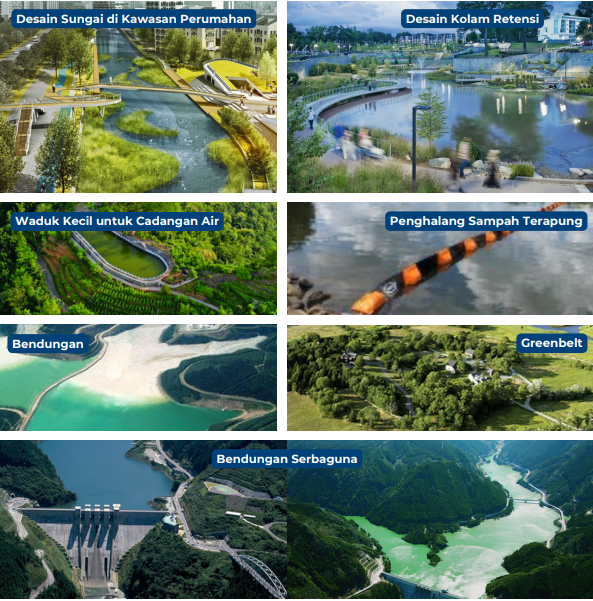 Desain Sungai di Kawasan Perumahan
Desain Kolam Retensi
Waduk Kecil untuk Cadangan Air
Penghalang Sampah Terapung
Bendungan
Greenbelt
Bendungan Serbaguna